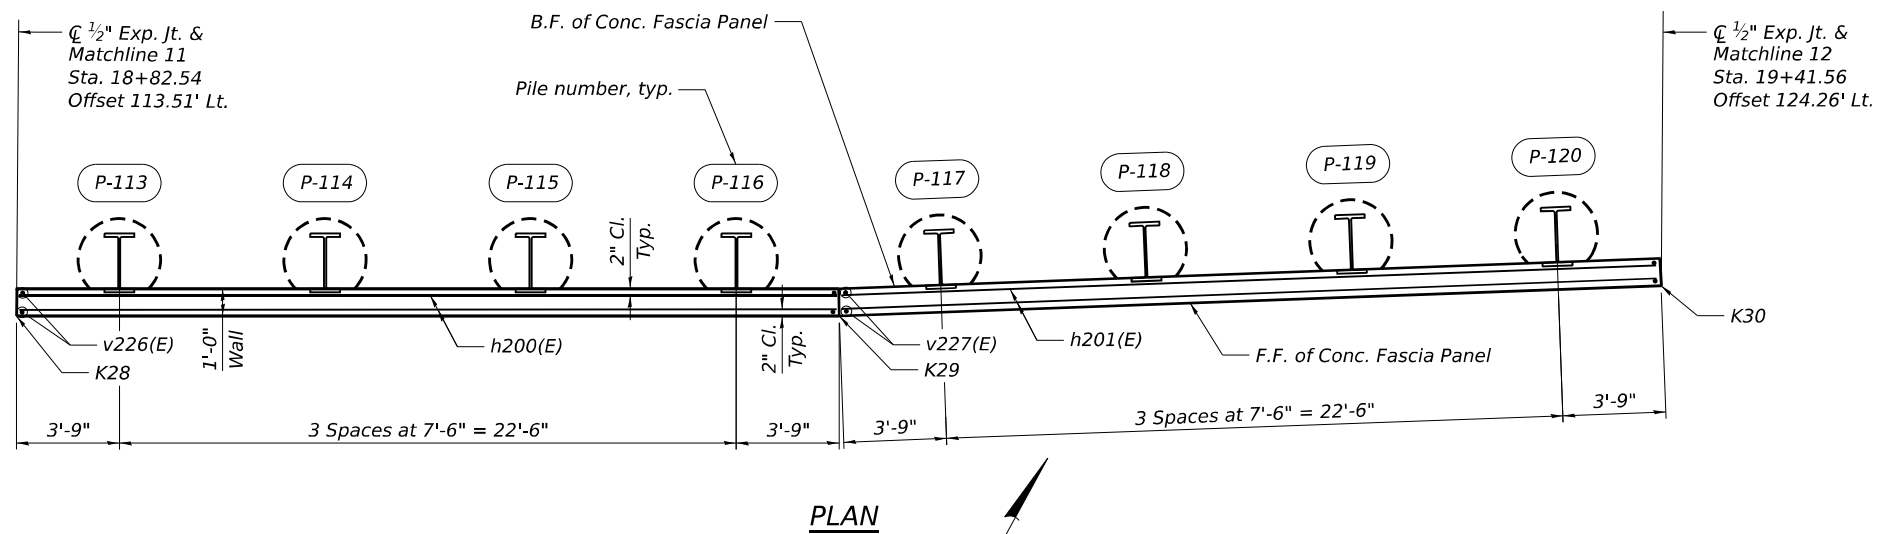 ℄ ½" Exp. Jt. &
Matchline 11
Sta. 18+82.54
Offset 113.51' Lt.
B.F. of Conc. Fascia Panel
Pile number, typ.
℄ ½" Exp. Jt. &
Matchline 12
Sta. 19+41.56
Offset 124.26' Lt.
P-113
P-114
P-115
P-116
P-117
P-118
P-119
P-120
2" Cl.
Typ.
v226(E)
K28
1'-0"
Wall
h200(E)
2" Cl.
Typ.
v227(E)
K29
h201(E)
F.F. of Conc. Fascia Panel
K30
3'-9"
3 Spaces at 7'-6" = 22'-6"
3'-9"
3'-9"
3 Spaces at 7'-6" = 22'-6"
3'-9"
PLAN